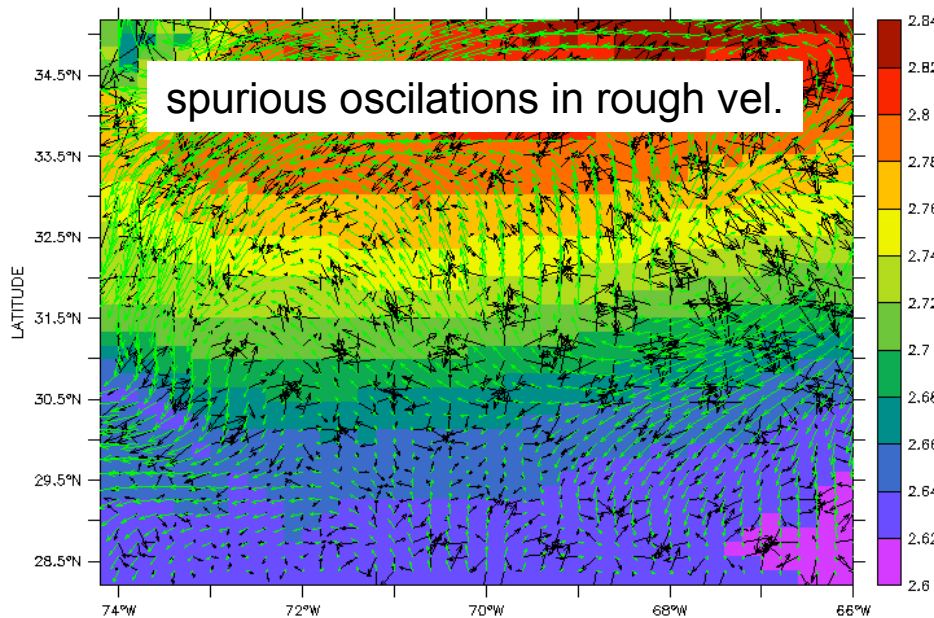 spurious oscilations in rough vel.
34.5°N
33.5°N
32.5°N
31.5°N
30.5°N
29.5°N
28.5°N
LATITUDE
74°W
72°W
70°W
68°W
66°W
2.84
2.82
2.8
2.78
2.76
2.74
2.72
2.7
2.68
2.66
2.64
2.62
2.6